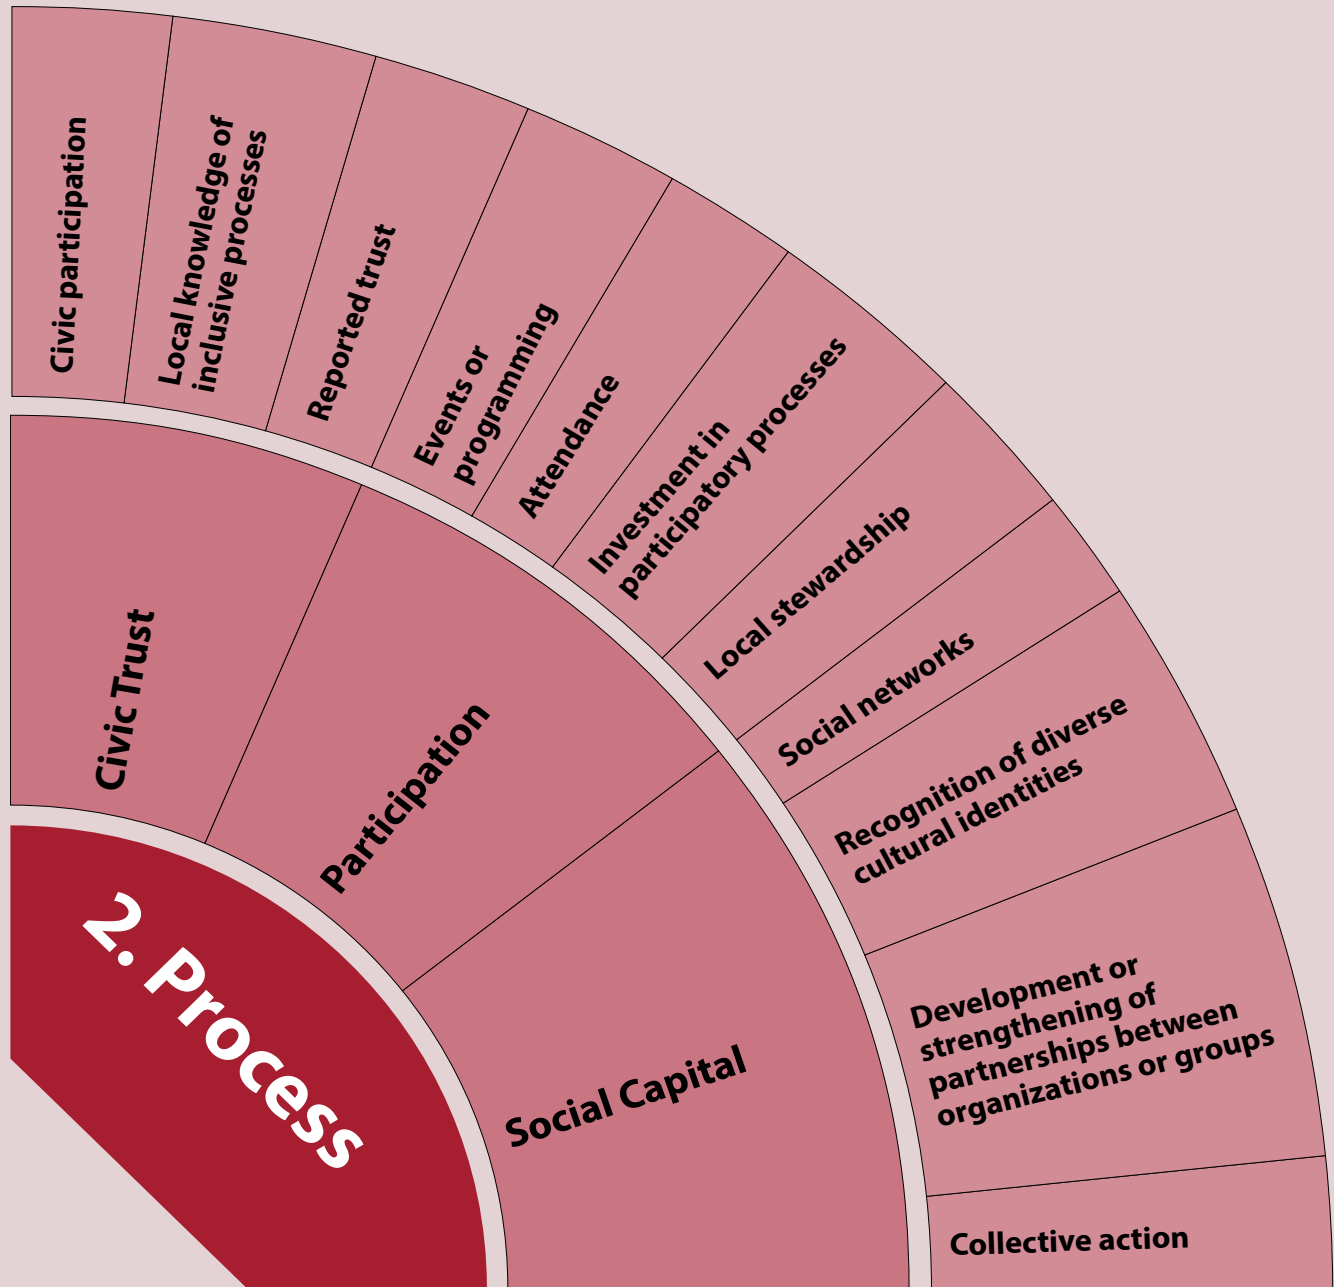 2. Process
Civic Trust
Participation
Social Capital
Civic participation
Local knowledge of
inclusive processes
Reported trust
Events or
programming
Attendance
Investment in
participatory processes
Local stewardship
Social networks
Recognition of diverse
cultural identities
Development or
strengthening of
partnerships between
organizations or groups
Collective action